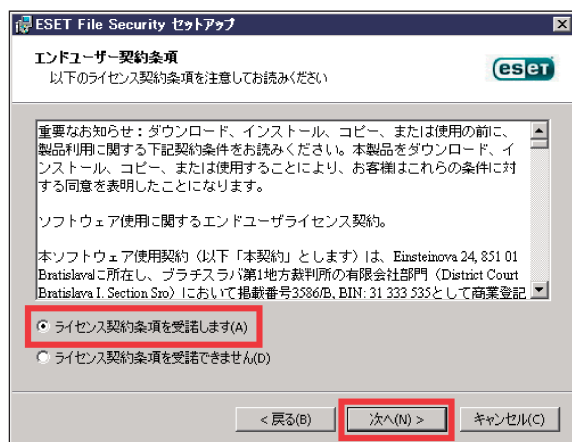 ESET File Security セットアップ
エンドユーザー契約条項
以下のライセンス契約条項を注意してお読みください
eset
重要なお知らせ：ダウンロード、インストール、コピー、または使用の前に、
製品利用に関する下記契約条件をお読みください。本製品をダウンロード、イ
ンストール、コピー、または使用することにより、お客様はこれらの条件に対
する同意を表明したことになります。
ソフトウェア使用に関するエンドユーザライセンス契約。
本ソフトウェア使用契約（以下「本契約」とします）は、Einsteinova 24, 851 01
Bratislavaに所在し、ブラチスラバ第1地方裁判所の有限会社部門（District Court
Bratislava I. Section Sro）において掲載番号3586/B, BIN: 31 333 535として商業登記
ライセンス契約条項を受諾します(A)
ライセンス契約条項を受諾できません(D)
< 戻る(B)
次へ(N) >
キャンセル(C)